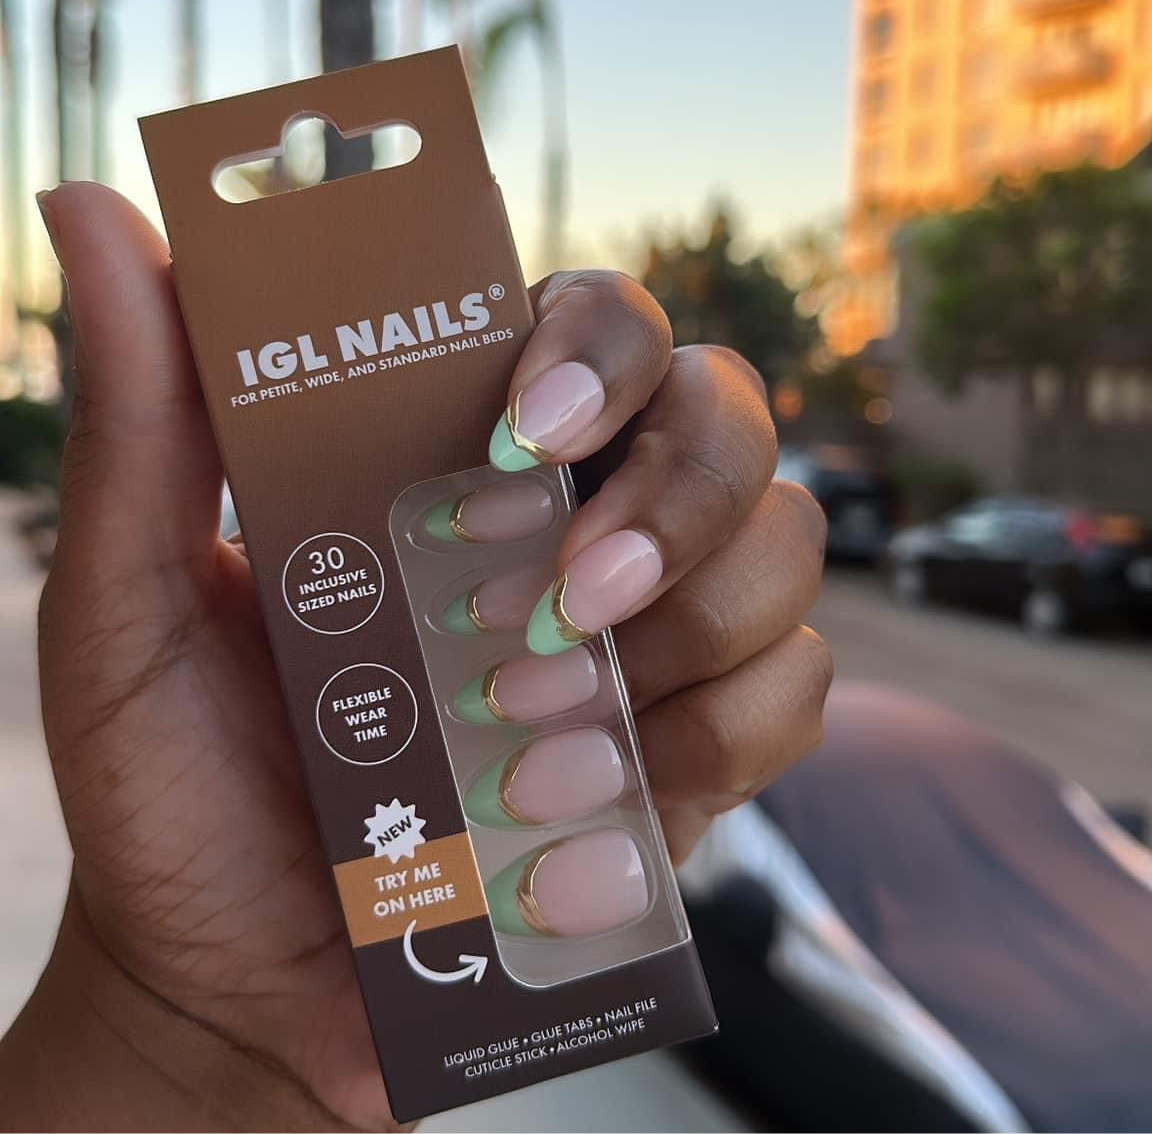 IGL NAILS®
FOR PETITE, WIDE, AND STANDARD NAIL BEDS
30
INCLUSIVE
SIZED NAILS
FLEXIBLE
WEAR
TIME
NEW
TRY ME
ON HERE
LIQUID GLUE • GLUE TABS • NAIL FILE
CUTICLE STICK • ALCOHOL WIPE